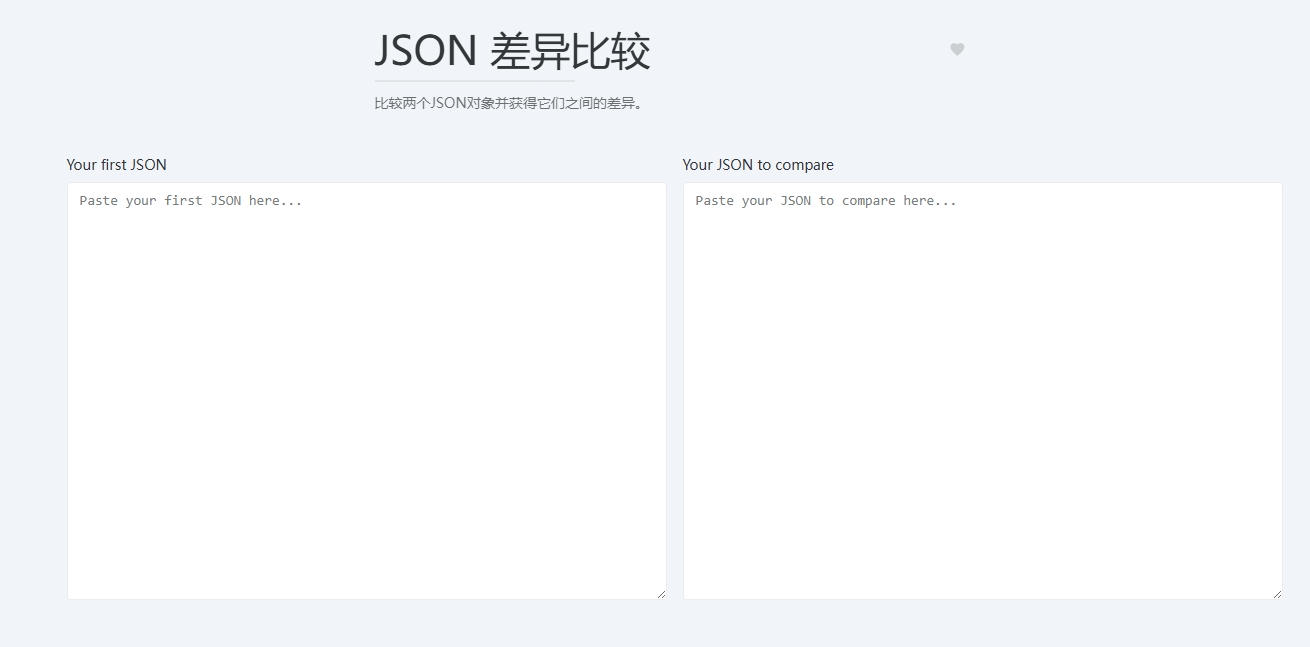 JSON 差异比较
比较两个JSON对象并获得它们之间的差异。
Your first JSON
Your JSON to compare
Paste your first JSON here...
Paste your JSON to compare here...